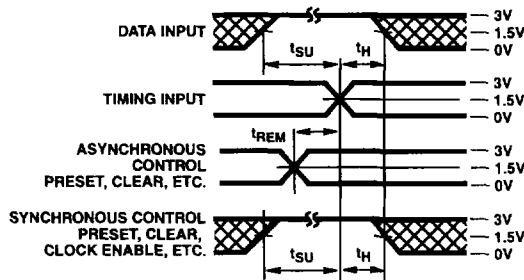 DATA INPUT
3V
1.5V
0V
tSU
tH
TIMING INPUT
3V
1.5V
0V
tREM
ASYNCHRONOUS
CONTROL
PRESET, CLEAR, ETC.
3V
1.5V
0V
SYNCHRONOUS CONTROL
PRESET, CLEAR,
CLOCK ENABLE, ETC.
3V
1.5V
0V
tSU
tH